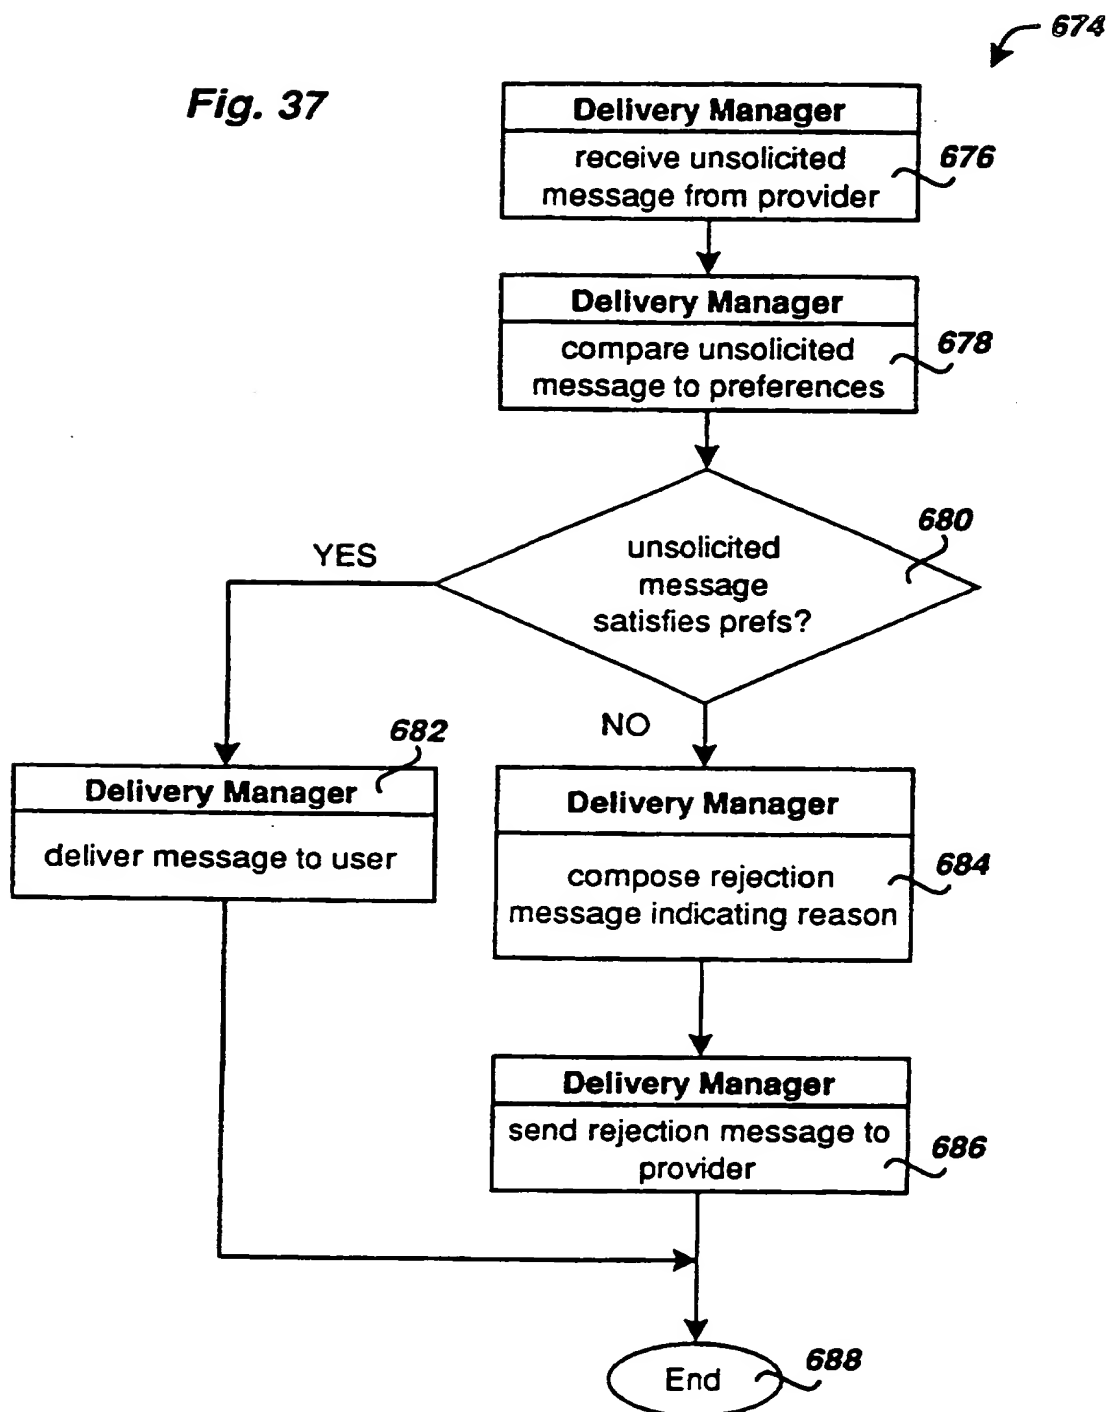 674
Fig. 37
Delivery Manager
receive unsolicited
message from provider
676
Delivery Manager
compare unsolicited
message to preferences
678
unsolicited
message
satisfies prefs?
680
YES
NO
682
Delivery Manager
deliver message to user
Delivery Manager
compose rejection
message indicating reason
684
Delivery Manager
send rejection message to
provider
686
End
688